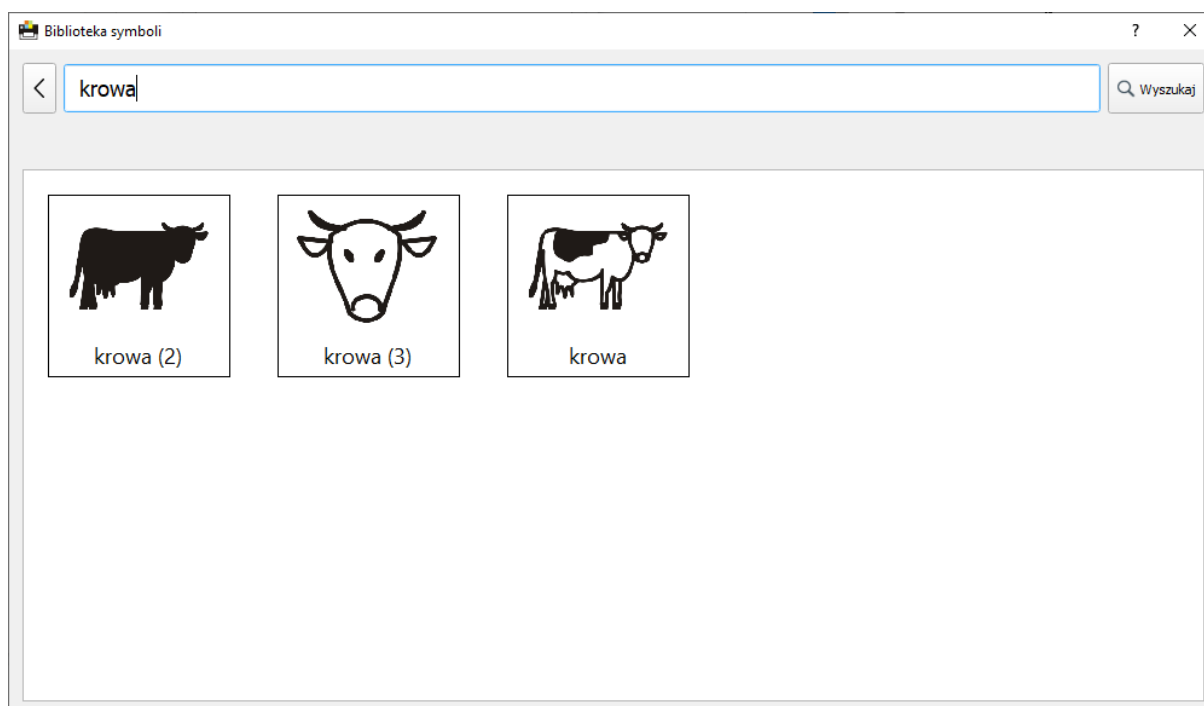 Biblioteka symboli
krowa
Wyszukaj
krowa (2)
krowa (3)
krowa